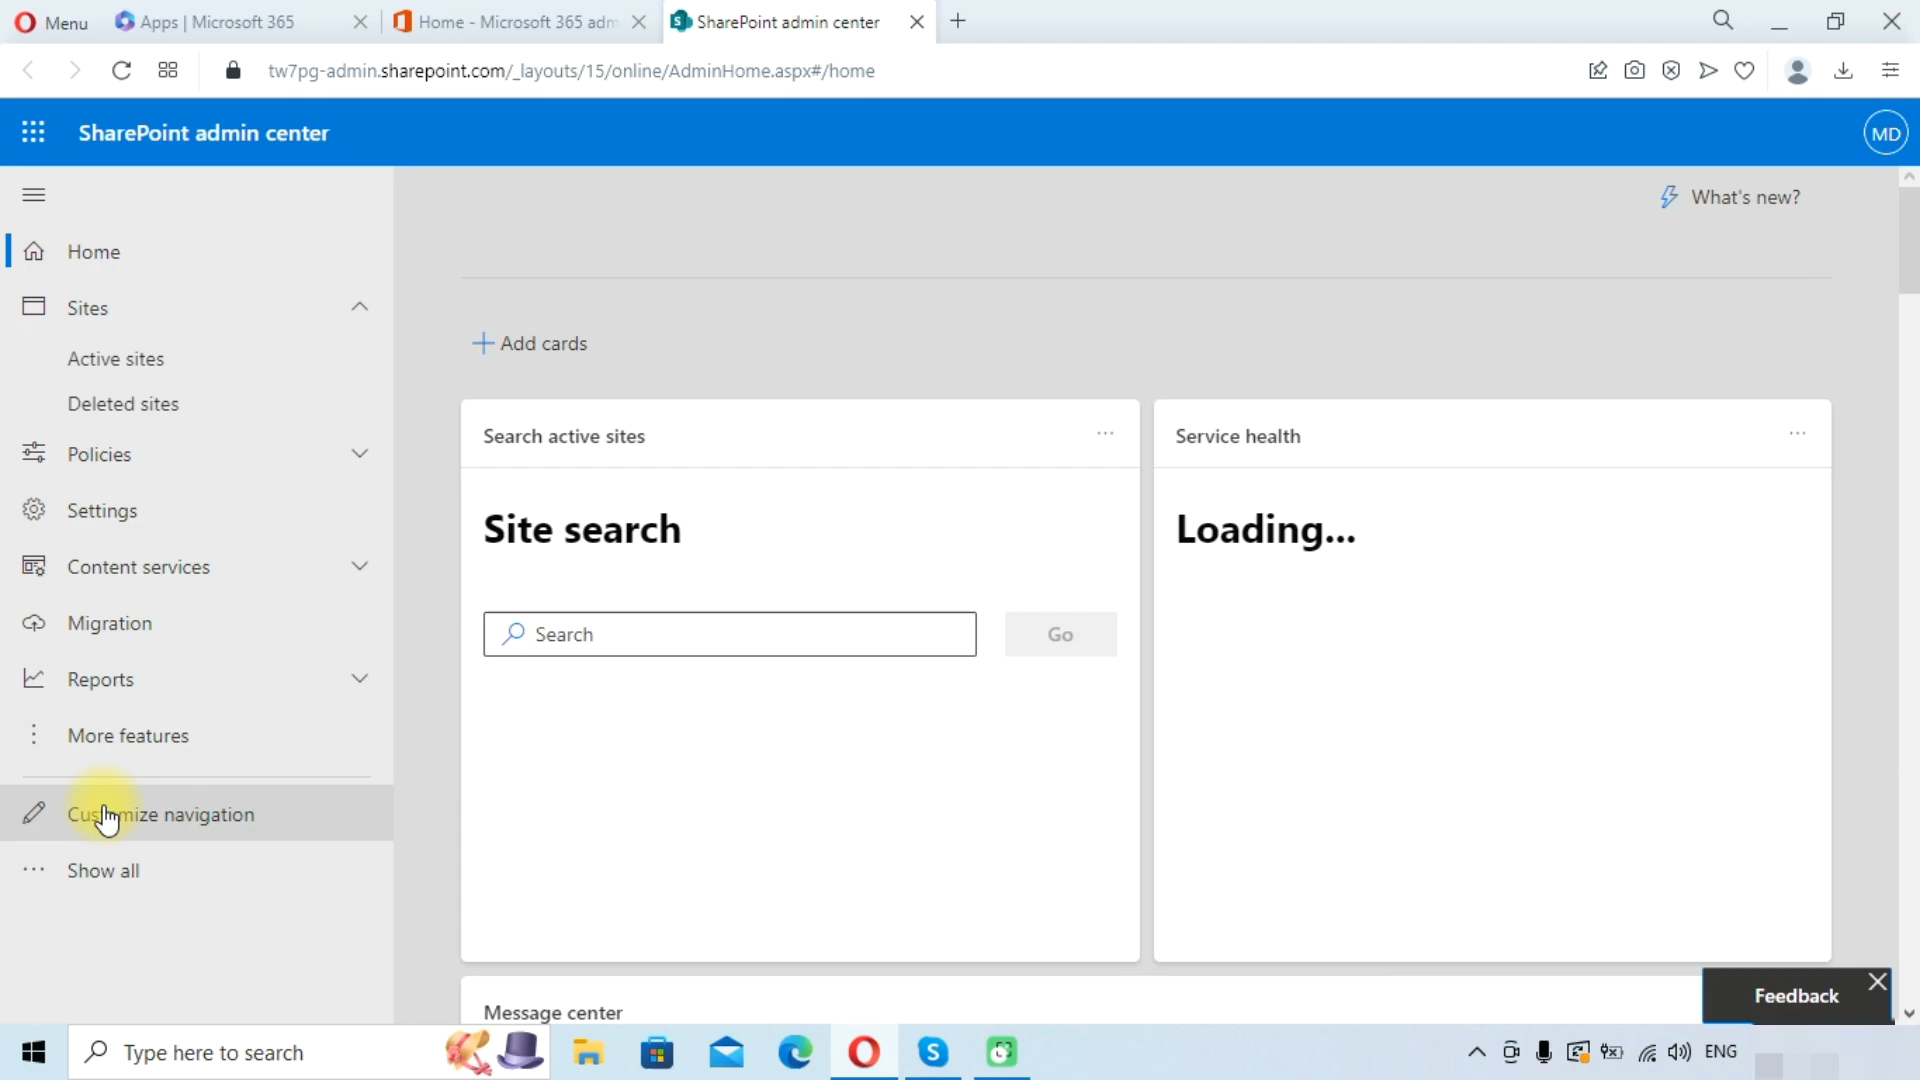 Menu
Apps | Microsoft 365
Home - Microsoft 365 adm
SharePoint admin center
tw7pg-admin.sharepoint.com/_layouts/15/online/AdminHome.aspx#/home
SharePoint admin center
MD
What's new?
Home
Sites
Active sites
Deleted sites
Policies
Settings
Content services
Migration
Reports
More features
Customize navigation
Show all
Add cards
Search active sites
Site search
Search
Go
Service health
Loading...
Message center
Feedback
Type here to search
ENG